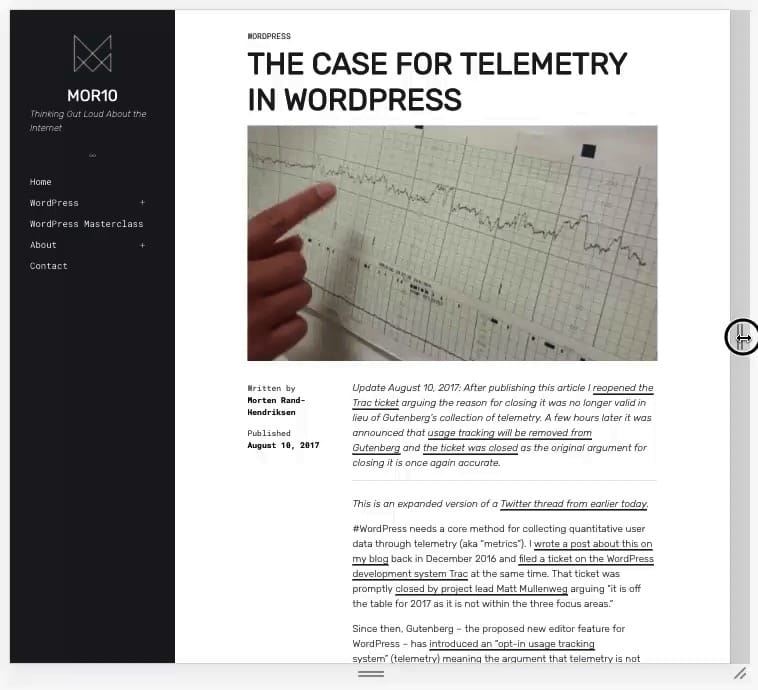 MOR10
Thinking Out Loud About the
Internet
∞
Home
WordPress +
WordPress Masterclass
About +
Contact
WORDPRESS
THE CASE FOR TELEMETRY
IN WORDPRESS
Written by
Morten Rand-
Hendriksen
Published
August 10, 2017
Update August 10, 2017: After publishing this article I reopened the
Trac ticket arguing the reason for closing it was no longer valid in
lieu of Gutenberg's collection of telemetry. A few hours later it was
announced that usage tracking will be removed from
Gutenberg and the ticket was closed as the original argument for
closing it is once again accurate.
This is an expanded version of a Twitter thread from earlier today.
#WordPress needs a core method for collecting quantitative user
data through telemetry (aka "metrics"). I wrote a post about this on
my blog back in December 2016 and filed a ticket on the WordPress
development system Trac at the same time. That ticket was
promptly closed by project lead Matt Mullenweg arguing "it is off
the table for 2017 as it is not within the three focus areas."
Since then, Gutenberg – the proposed new editor feature for
WordPress – has introduced an "opt-in usage tracking
system" (telemetry) meaning the argument that telemetry is not